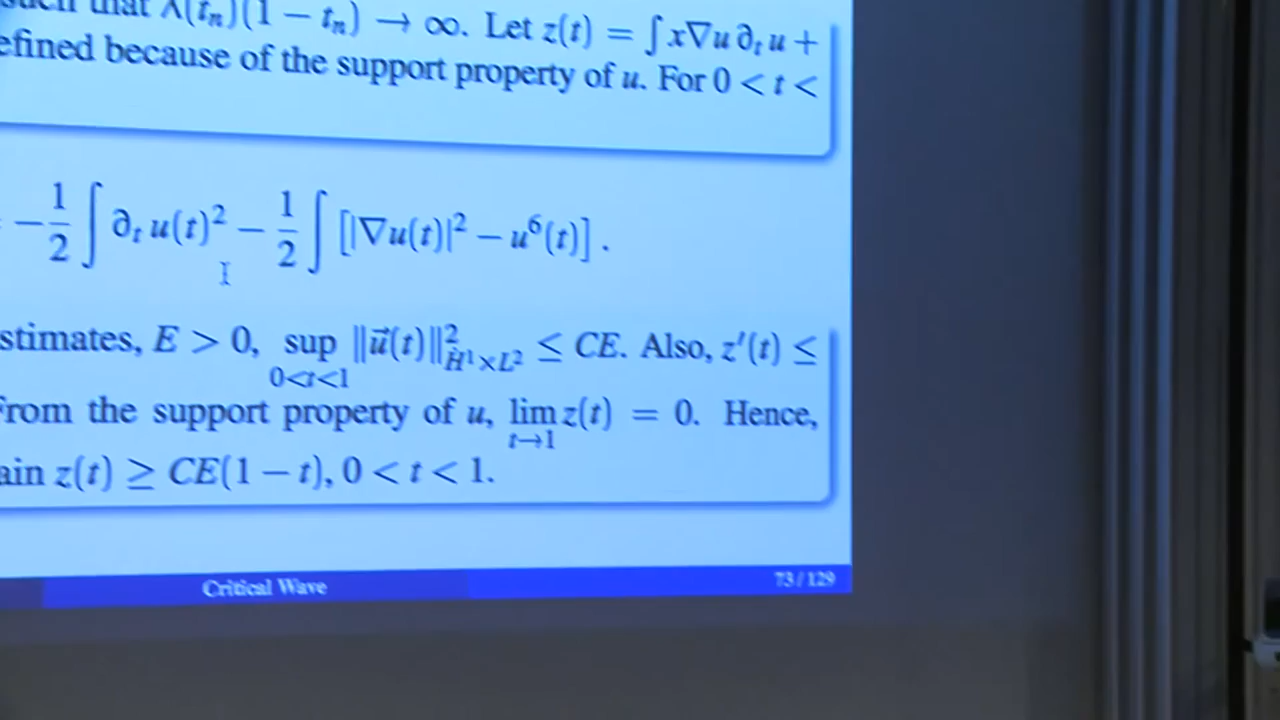 such that λ(tₙ)(1 − tₙ) → ∞. Let z(t) = ∫ x∇u ∂ₜ u +
efined because of the support property of u. For 0 < t <
−1/2 ∫ ∂ₜ u(t)² − 1/2 ∫ [|∇u(t)|² − u⁶(t)] .
stimates, E > 0, sup_{0<t<1} ‖u⃗(t)‖²_{Ḣ¹×L²} ≤ CE. Also, z′(t) ≤
From the support property of u, lim_{t→1} z(t) = 0. Hence,
ain z(t) ≥ CE(1 − t), 0 < t < 1.
Critical Wave 73 / 129